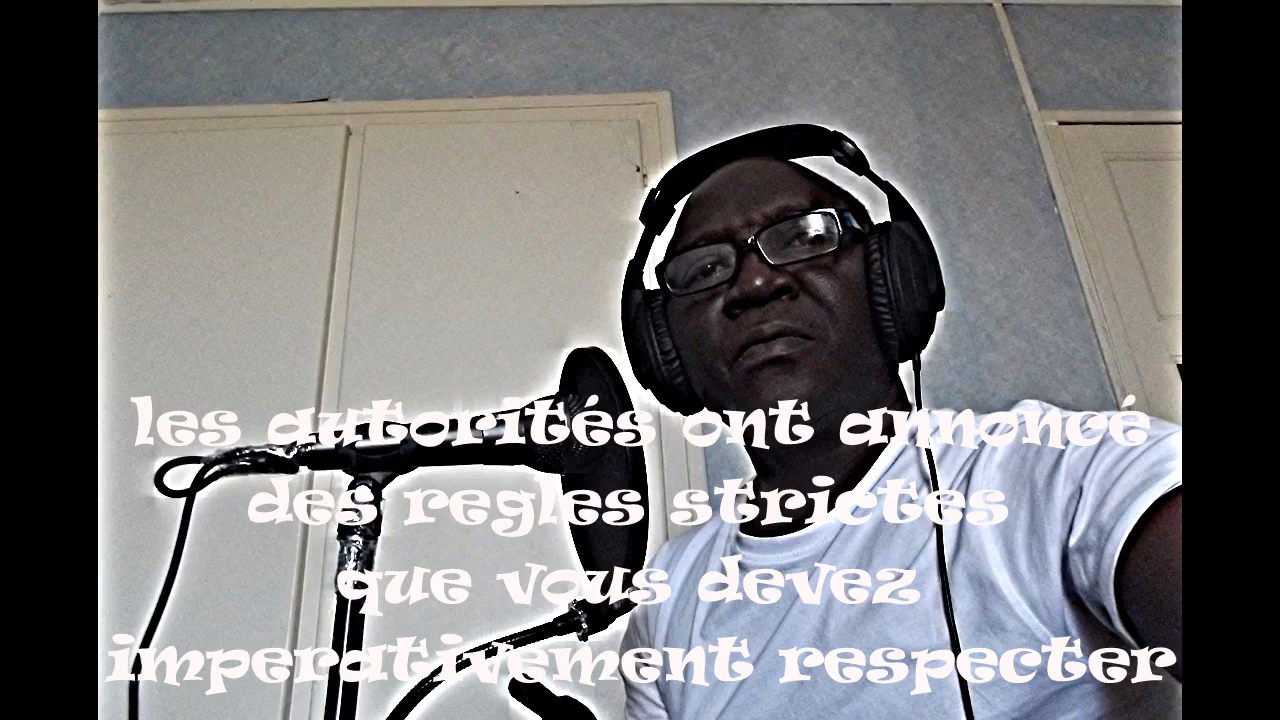 les autorités ont annoncé
des regles strictes
que vous devez
imperativement respecter